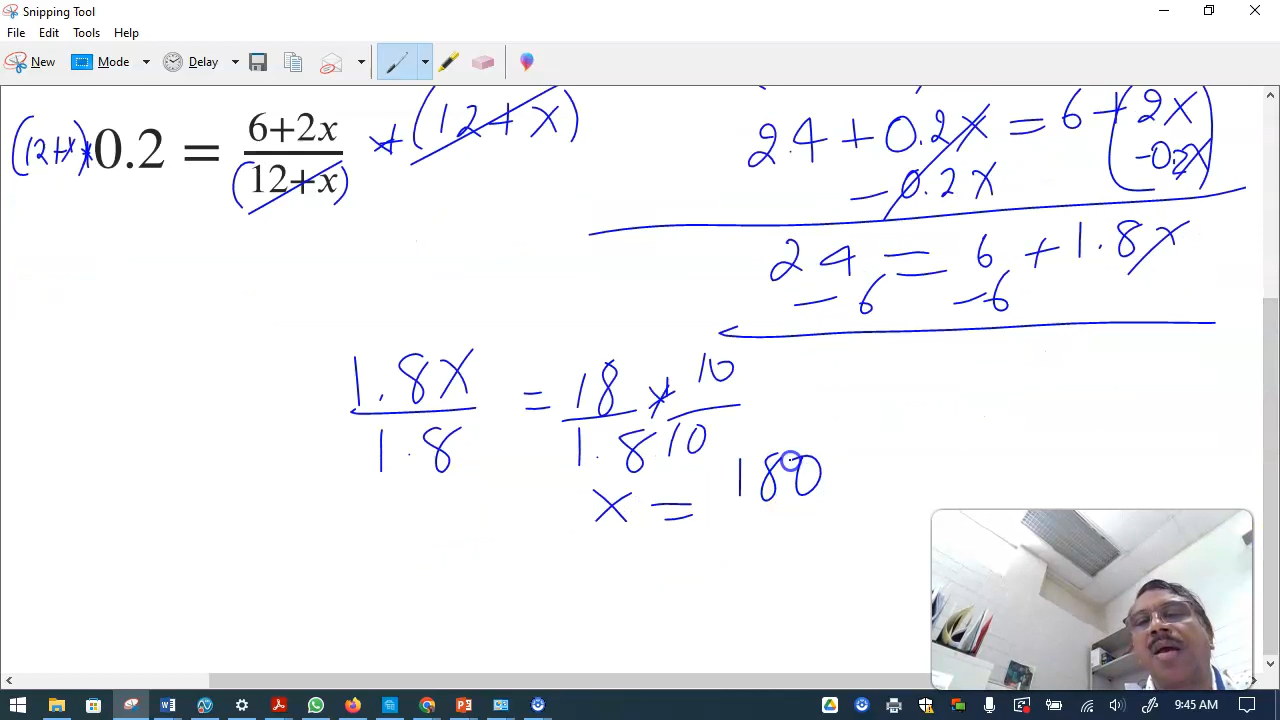 Snipping Tool
File Edit Tools Help
New Mode Delay
(12+x)*0.2 = 6+2x / (12+x) * (12+x)
2.4 + 0.2x = 6 + (2x
-0.2x -0.2x)
24 = 6 + 1.8x
-6 -6
1.8x / 1.8 = 18 / 1.8 * 10 / 10
x = 180
9:45 AM